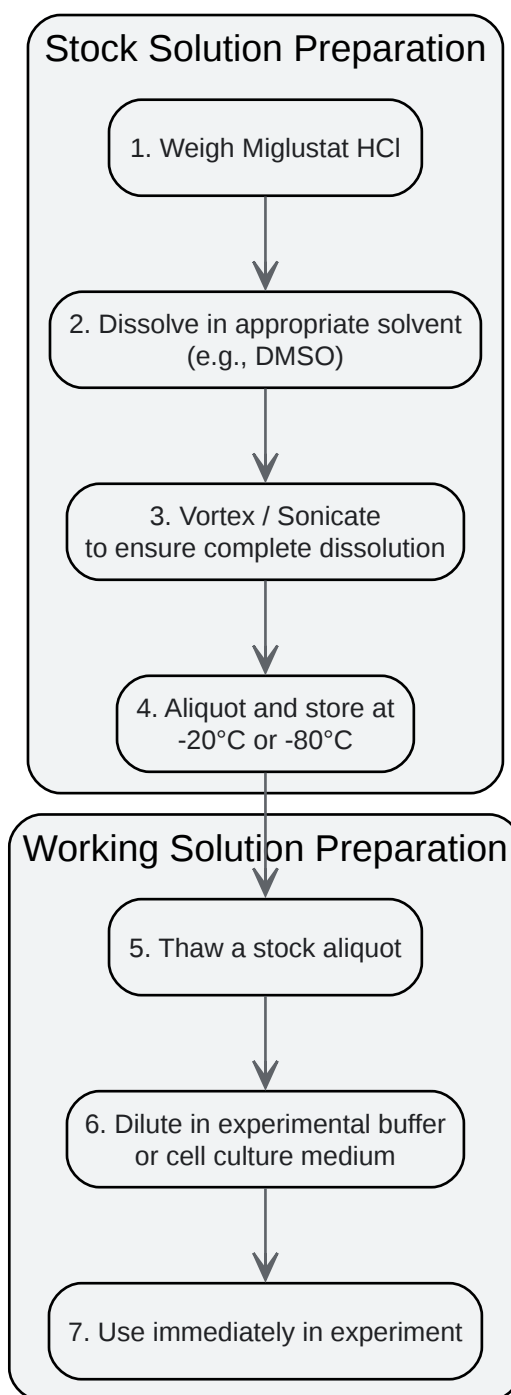 Stock Solution Preparation
1. Weigh Miglustat HCl
2. Dissolve in appropriate solvent
(e.g., DMSO)
3. Vortex / Sonicate
to ensure complete dissolution
4. Aliquot and store at
-20°C or -80°C
Working Solution Preparation
5. Thaw a stock aliquot
6. Dilute in experimental buffer
or cell culture medium
7. Use immediately in experiment